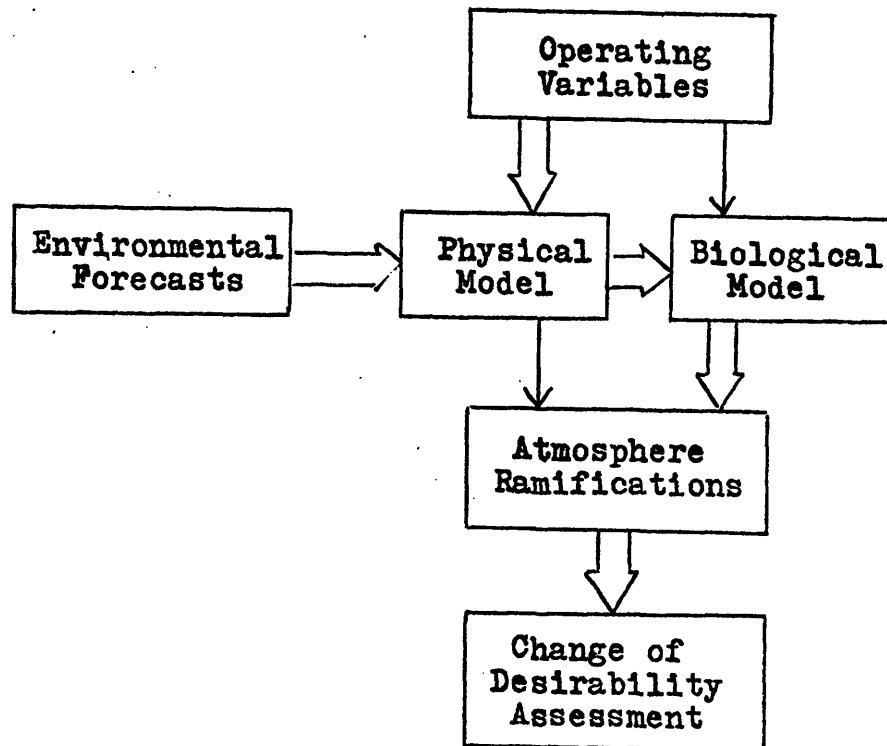 Operating
Variables
Environmental
Forecasts
Physical
Model
Biological
Model
Atmosphere
Ramifications
Change of
Desirability
Assessment